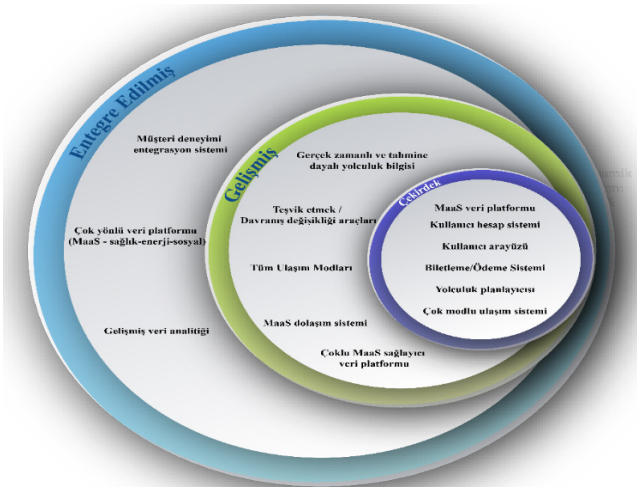 Entegre Edilmiş
Müşteri deneyimi
entegrasyon sistemi
Çok yönlü veri platformu
(MaaS - sağlık-enerji-sosyal)
Gelişmiş veri analitiği
Gelişmiş
Gerçek zamanlı ve tahmine
dayalı yolculuk bilgisi
Teşvik etmek /
Davranış değişikliği araçları
Tüm Ulaşım Modları
MaaS dolaşım sistemi
Çoklu MaaS sağlayıcı
veri platformu
Çekirdek
MaaS veri platformu
Kullanıcı hesap sistemi
Kullanıcı arayüzü
Biletleme/Ödeme Sistemi
Yolculuk planlayıcısı
Çok modlu ulaşım sistemi